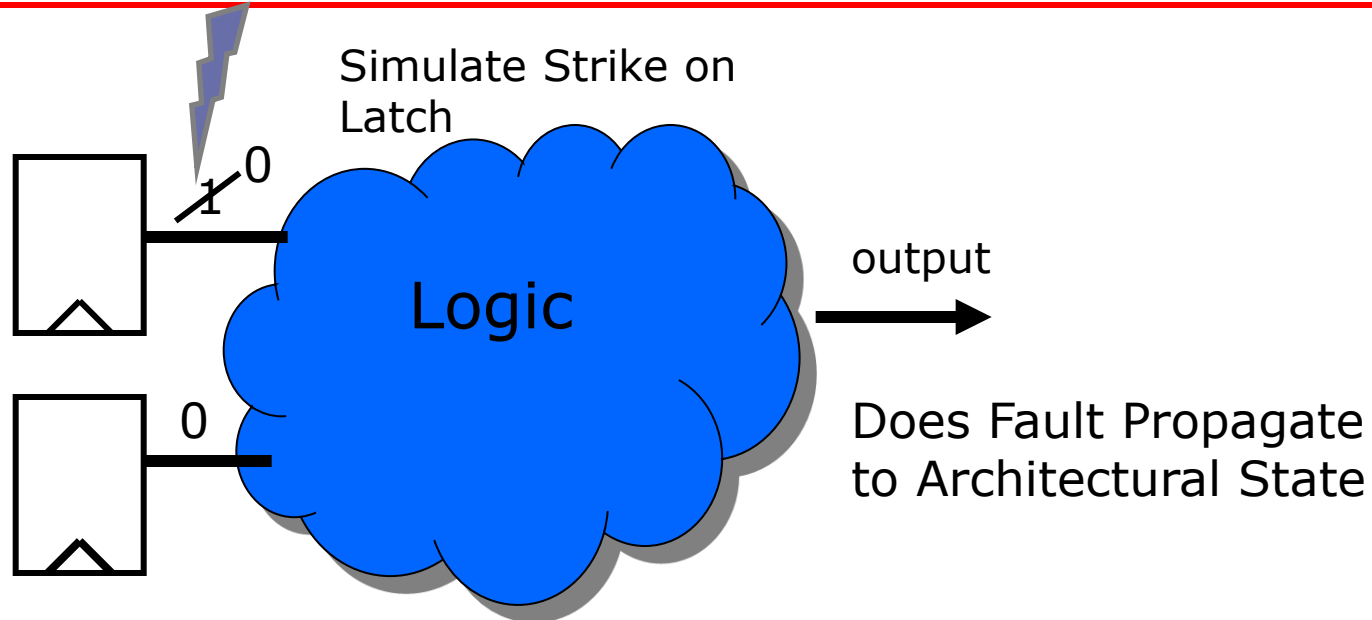 Simulate Strike on
Latch
0
1
Logic
output
0
Does Fault Propagate
to Architectural State